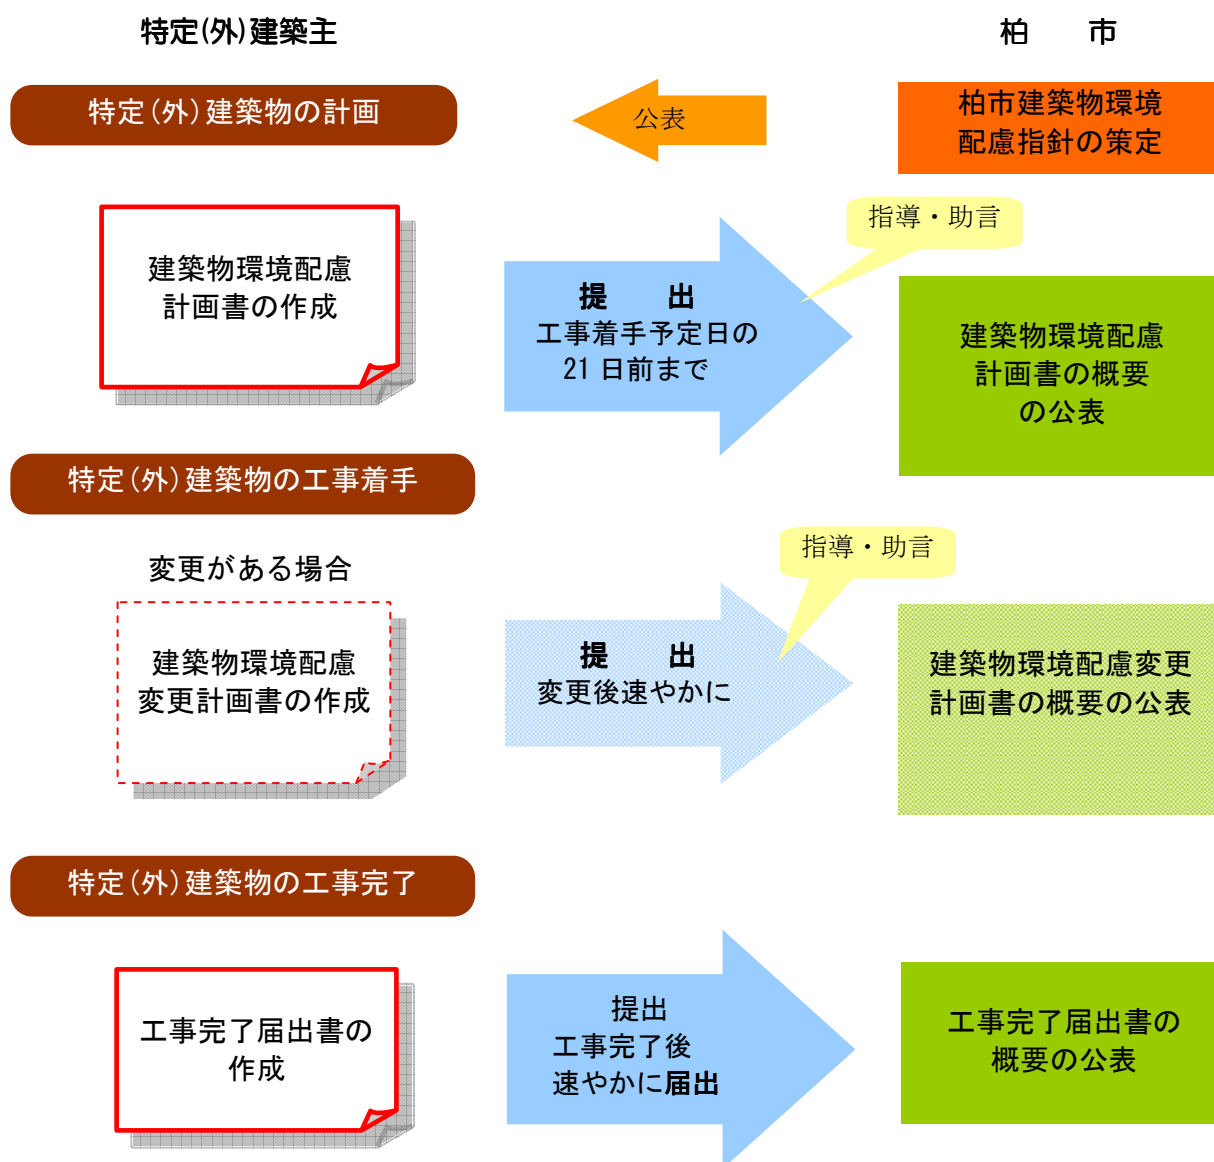 特定(外)建築主
柏　市
特定(外)建築物の計画
公表
柏市建築物環境
配慮指針の策定
指導・助言
建築物環境配慮
計画書の作成
提　出
工事着手予定日の
21 日前まで
建築物環境配慮
計画書の概要
の公表
特定(外)建築物の工事着手
変更がある場合
指導・助言
建築物環境配慮
変更計画書の作成
提　出
変更後速やかに
建築物環境配慮変更
計画書の概要の公表
特定(外)建築物の工事完了
工事完了届出書の
作成
提出
工事完了後
速やかに届出
工事完了届出書の
概要の公表